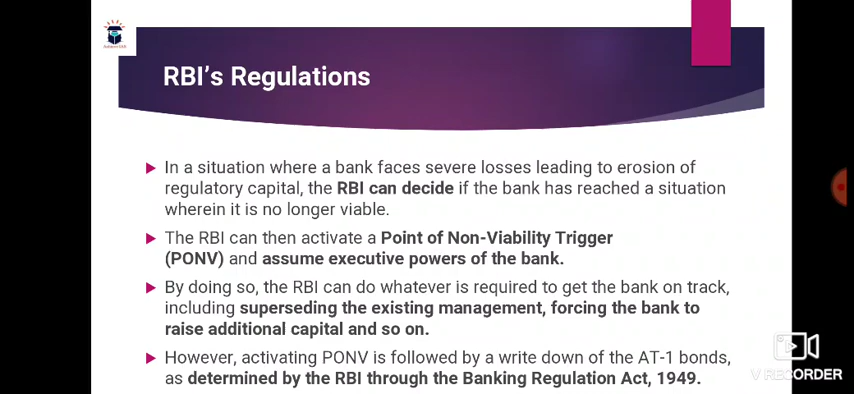 RBI's Regulations
In a situation where a bank faces severe losses leading to erosion of
regulatory capital, the RBI can decide if the bank has reached a situation
wherein it is no longer viable.
The RBI can then activate a Point of Non-Viability Trigger
(PONV) and assume executive powers of the bank.
By doing so, the RBI can do whatever is required to get the bank on track,
including superseding the existing management, forcing the bank to
raise additional capital and so on.
However, activating PONV is followed by a write down of the AT-1 bonds,
as determined by the RBI through the Banking Regulation Act, 1949.
V RECORDER